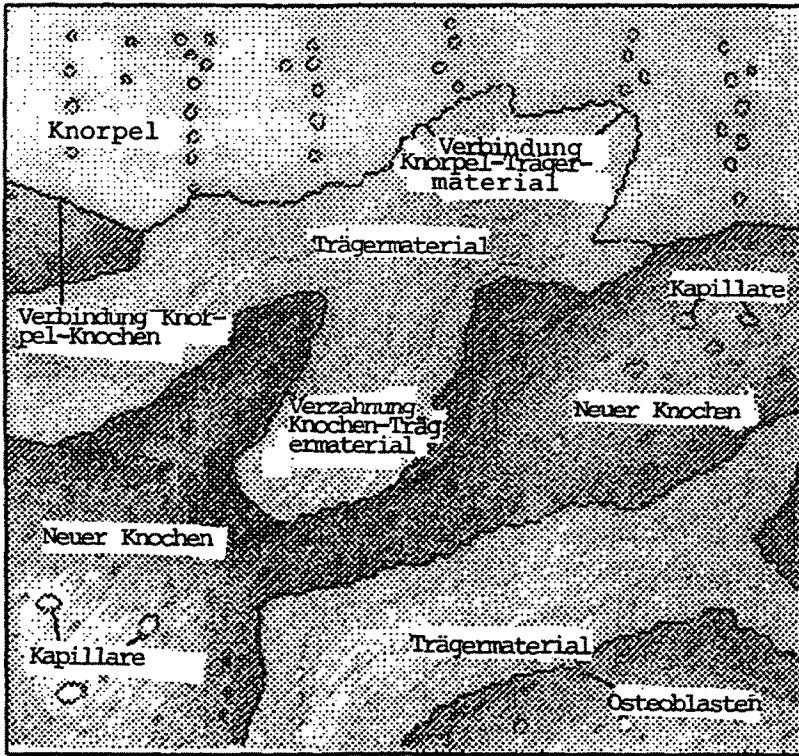 Knorpel
Verbindung
Knorpel-Träger-
material
Trägermaterial
Kapillare
Verbindung Knor-
pel-Knochen
Verzahnung
Knochen-Träg
ermaterial
Neuer Knochen
Neuer Knochen
Kapillare
Trägermaterial
Osteoblasten